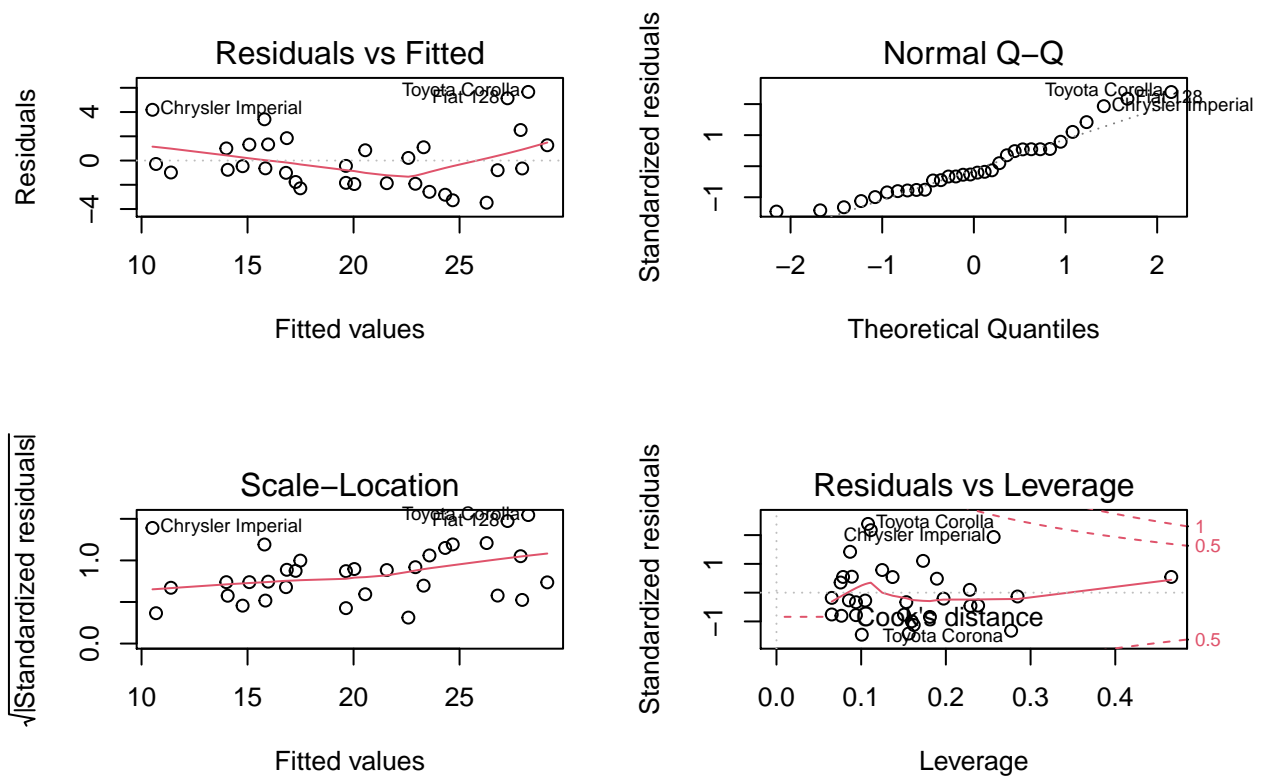 Residuals vs Fitted
Residuals
4
0
−4
Toyota Corolla
Fiat 128
Chrysler Imperial
10 15 20 25
Fitted values
Normal Q−Q
Standardized residuals
1
−1
Toyota Corolla
Fiat 128
Chrysler Imperial
−2 −1 0 1 2
Theoretical Quantiles
Scale−Location
√|Standardized residuals|
1.0
0.0
Toyota Corolla
Fiat 128
Chrysler Imperial
10 15 20 25
Fitted values
Residuals vs Leverage
Standardized residuals
1
−1
Toyota Corolla
Chrysler Imperial
Cook's distance
Toyota Corona
1
0.5
0.5
0.0 0.1 0.2 0.3 0.4
Leverage